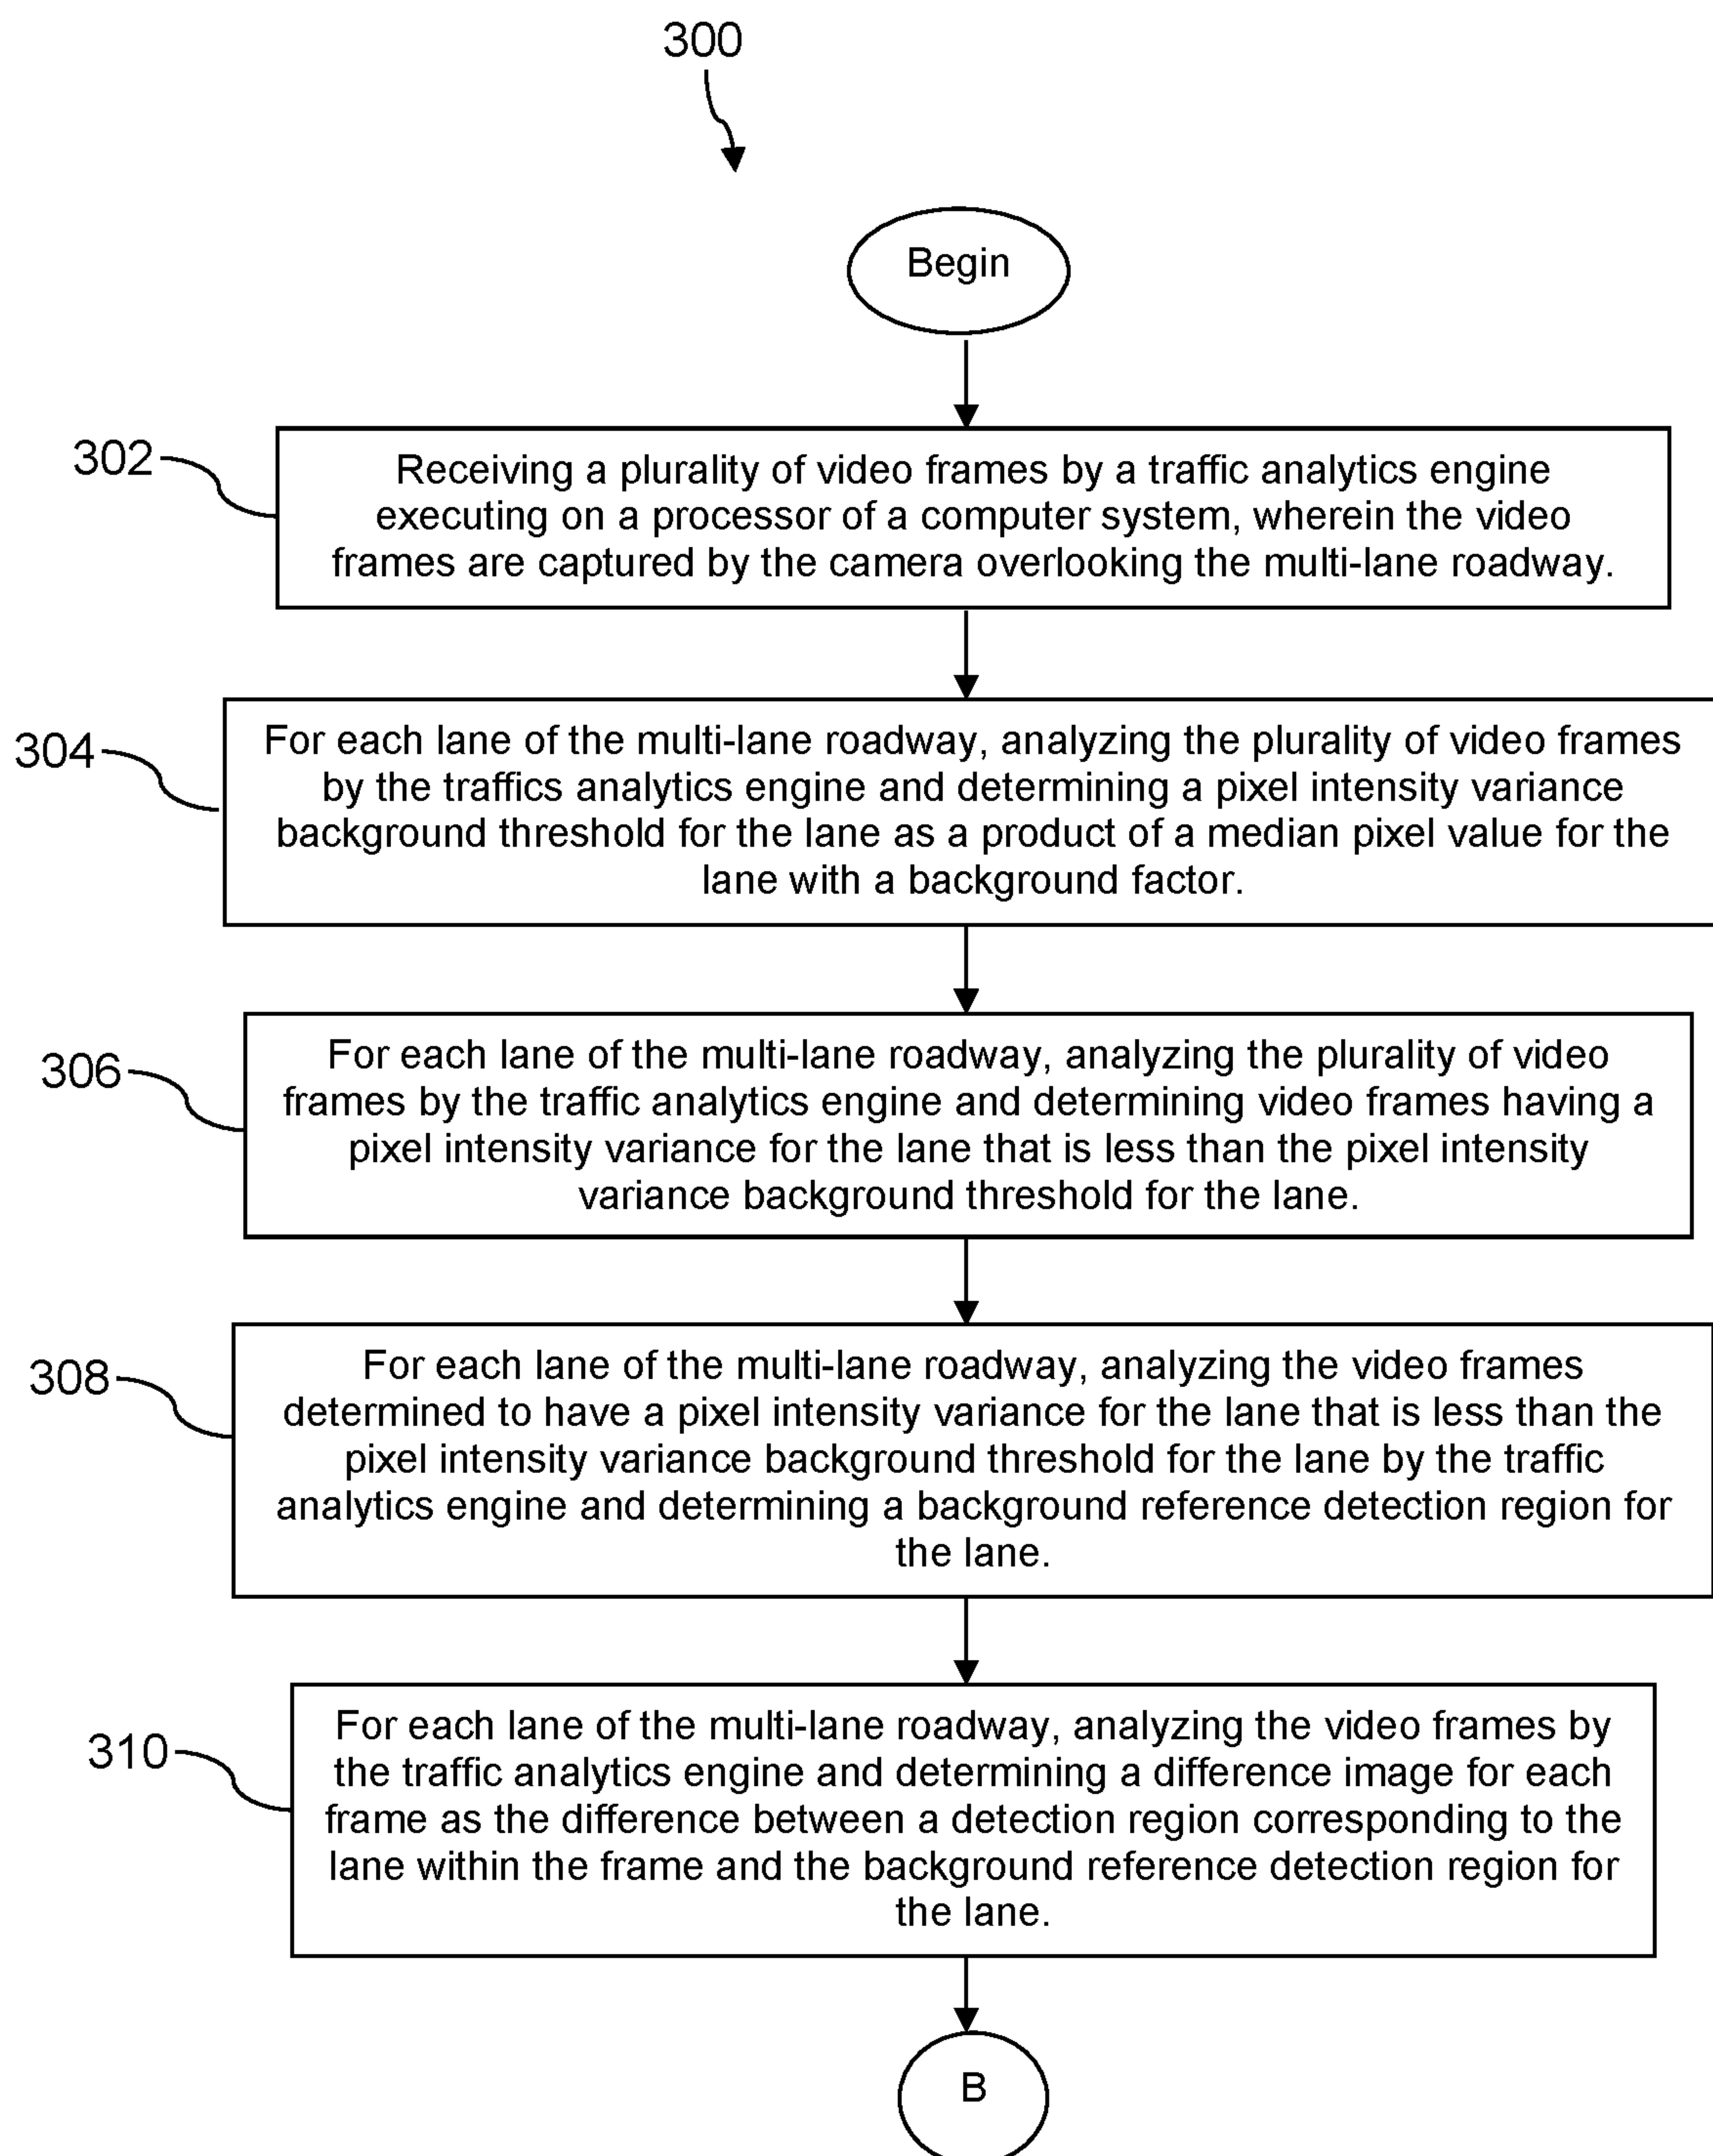 300
Begin
302
Receiving a plurality of video frames by a traffic analytics engine
executing on a processor of a computer system, wherein the video
frames are captured by the camera overlooking the multi-lane roadway.
304
For each lane of the multi-lane roadway, analyzing the plurality of video frames
by the traffics analytics engine and determining a pixel intensity variance
background threshold for the lane as a product of a median pixel value for the
lane with a background factor.
306
For each lane of the multi-lane roadway, analyzing the plurality of video
frames by the traffic analytics engine and determining video frames having a
pixel intensity variance for the lane that is less than the pixel intensity
variance background threshold for the lane.
308
For each lane of the multi-lane roadway, analyzing the video frames
determined to have a pixel intensity variance for the lane that is less than the
pixel intensity variance background threshold for the lane by the traffic
analytics engine and determining a background reference detection region for
the lane.
310
For each lane of the multi-lane roadway, analyzing the video frames by
the traffic analytics engine and determining a difference image for each
frame as the difference between a detection region corresponding to the
lane within the frame and the background reference detection region for
the lane.
B